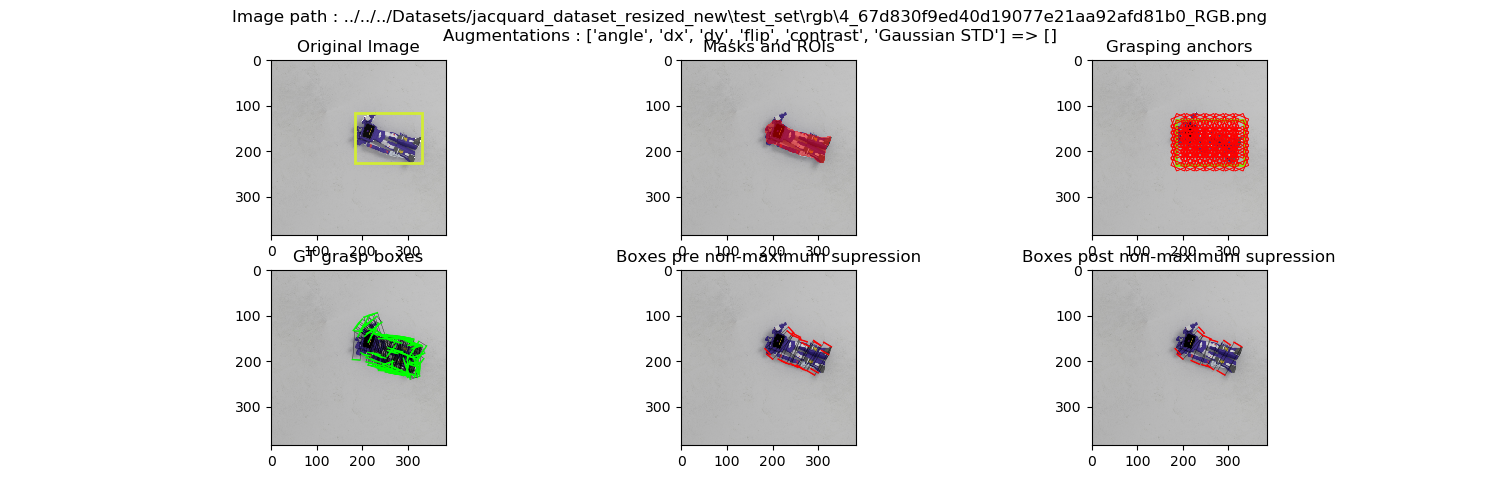 Image path : ../../../Datasets/jacquard_dataset_resized_new\test_set\rgb\4_67d830f9ed40d19077e21aa92afd81b0_RGB.png
Augmentations : ['angle', 'dx', 'dy', 'flip', 'contrast', 'Gaussian STD'] => []
Original Image
Masks and ROIs
Grasping anchors
0
100
200
300
0 100 200 300
0
100
200
300
0 100 200 300
0
100
200
300
0 100 200 300
GT grasp boxes
Boxes pre non-maximum supression
Boxes post non-maximum supression
0
100
200
300
0 100 200 300
0
100
200
300
0 100 200 300
0
100
200
300
0 100 200 300